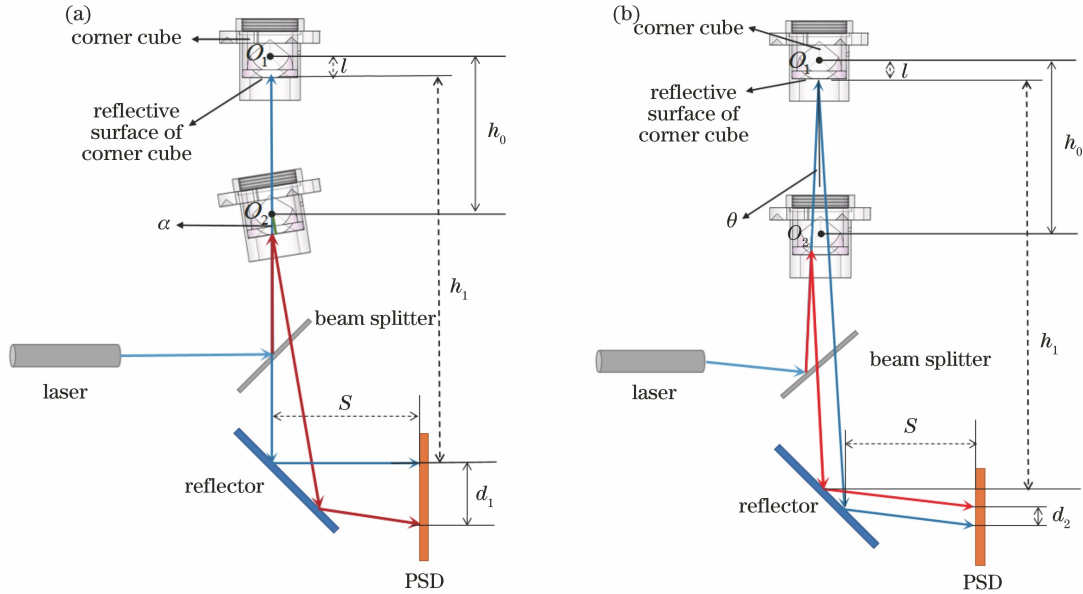 (a)
corner cube
O₁
l
reflective
surface of
corner cube
h₀
O₂
α
h₁
beam splitter
laser
S
reflector
d₁
PSD
(b)
corner cube
O₁
l
reflective
surface of
corner cube
h₀
θ
O₂
h₁
beam splitter
laser
S
reflector
d₂
PSD